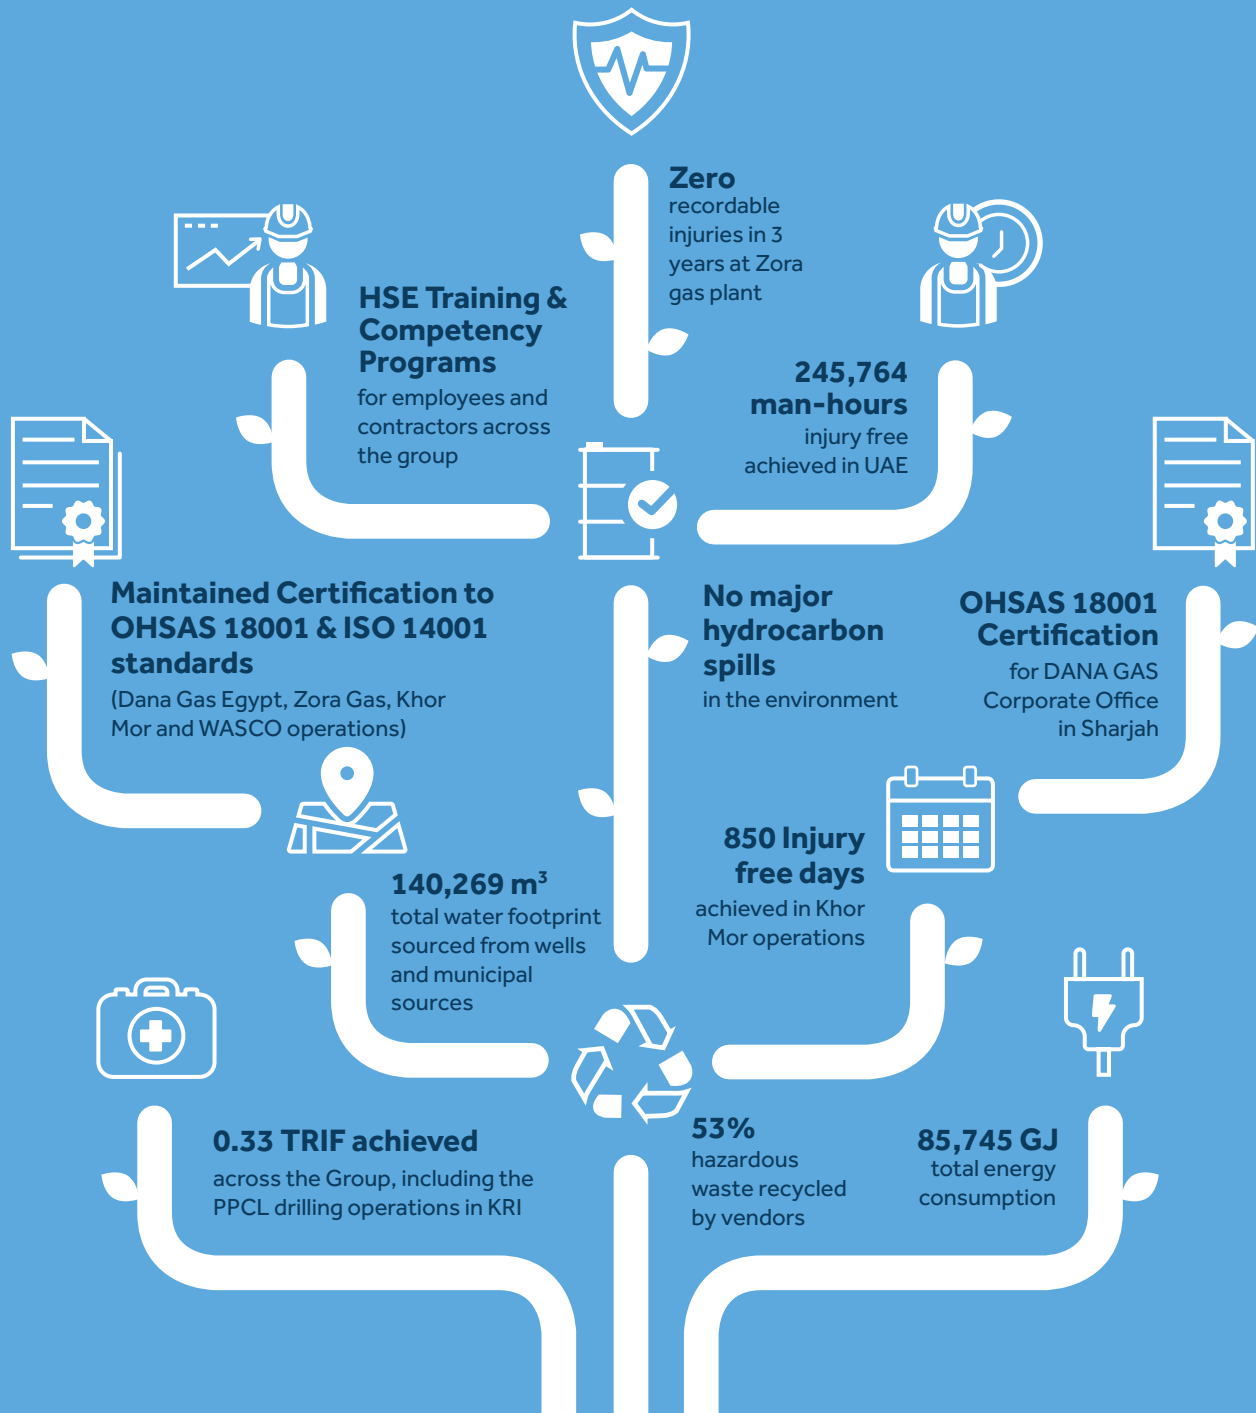 Zero
recordable
injuries in 3
years at Zora
gas plant
HSE Training &
Competency
Programs
for employees and
contractors across
the group
245,764
man-hours
injury free
achieved in UAE
Maintained Certification to
OHSAS 18001 & ISO 14001
standards
(Dana Gas Egypt, Zora Gas, Khor
Mor and WASCO operations)
No major
hydrocarbon
spills
in the environment
OHSAS 18001
Certification
for DANA GAS
Corporate Office
in Sharjah
140,269 m³
total water footprint
sourced from wells
and municipal
sources
850 Injury
free days
achieved in Khor
Mor operations
0.33 TRIF achieved
across the Group, including the
PPCL drilling operations in KRI
53%
hazardous
waste recycled
by vendors
85,745 GJ
total energy
consumption